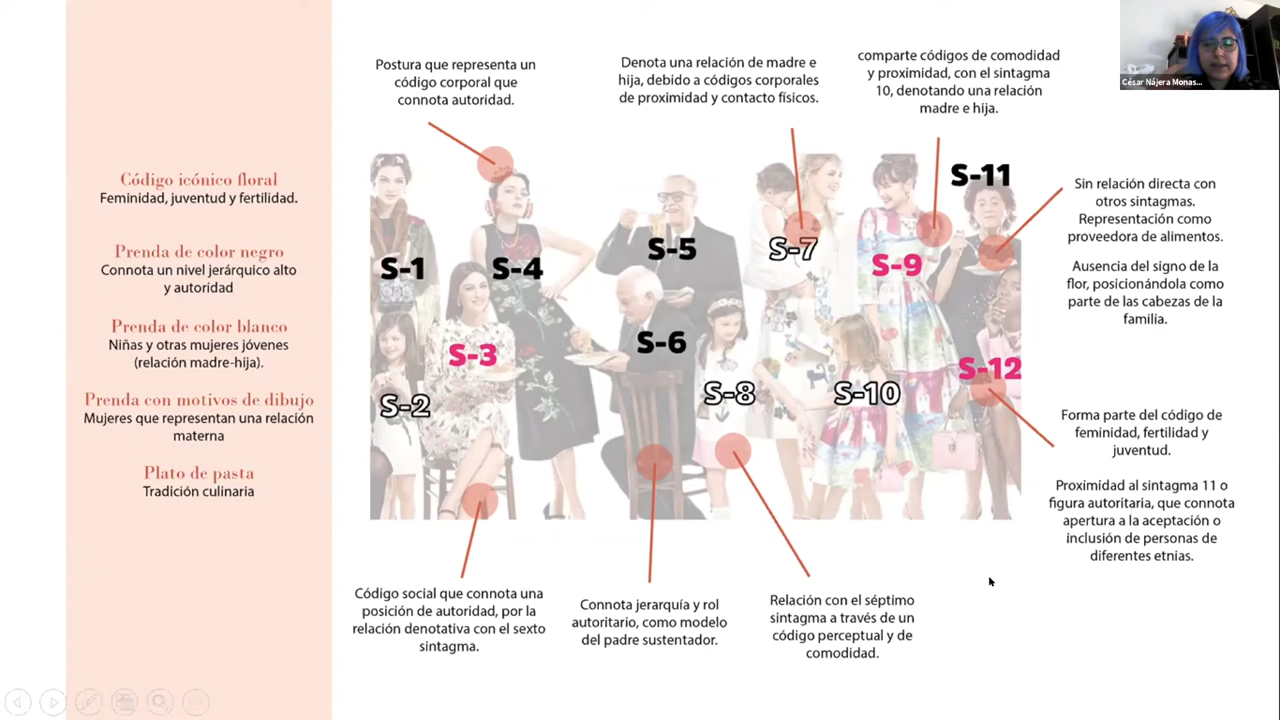 Código icónico floral
Feminidad, juventud y fertilidad.
Prenda de color negro
Connota un nivel jerárquico alto
y autoridad
Prenda de color blanco
Niñas y otras mujeres jóvenes
(relación madre-hija).
Prenda con motivos de dibujo
Mujeres que representan una relación
materna
Plato de pasta
Tradición culinaria
Postura que representa un
código corporal que
connota autoridad.
Denota una relación de madre e
hija, debido a códigos corporales
de proximidad y contacto físicos.
comparte códigos de comodidad
y proximidad, con el sintagma
10, denotando una relación
madre e hija.
César Nájera Monas...
S-1
S-2
S-3
S-4
S-5
S-6
S-7
S-8
S-9
S-10
S-11
S-12
Sin relación directa con
otros sintagmas.
Representación como
proveedora de alimentos.
Ausencia del signo de la
flor, posicionándola como
parte de las cabezas de la
familia.
Forma parte del código de
feminidad, fertilidad y
juventud.
Proximidad al sintagma 11 o
figura autoritaria, que connota
apertura a la aceptación o
inclusión de personas de
diferentes etnias.
Código social que connota una
posición de autoridad, por la
relación denotativa con el sexto
sintagma.
Connota jerarquía y rol
autoritario, como modelo
del padre sustentador.
Relación con el séptimo
sintagma a través de un
código perceptual y de
comodidad.